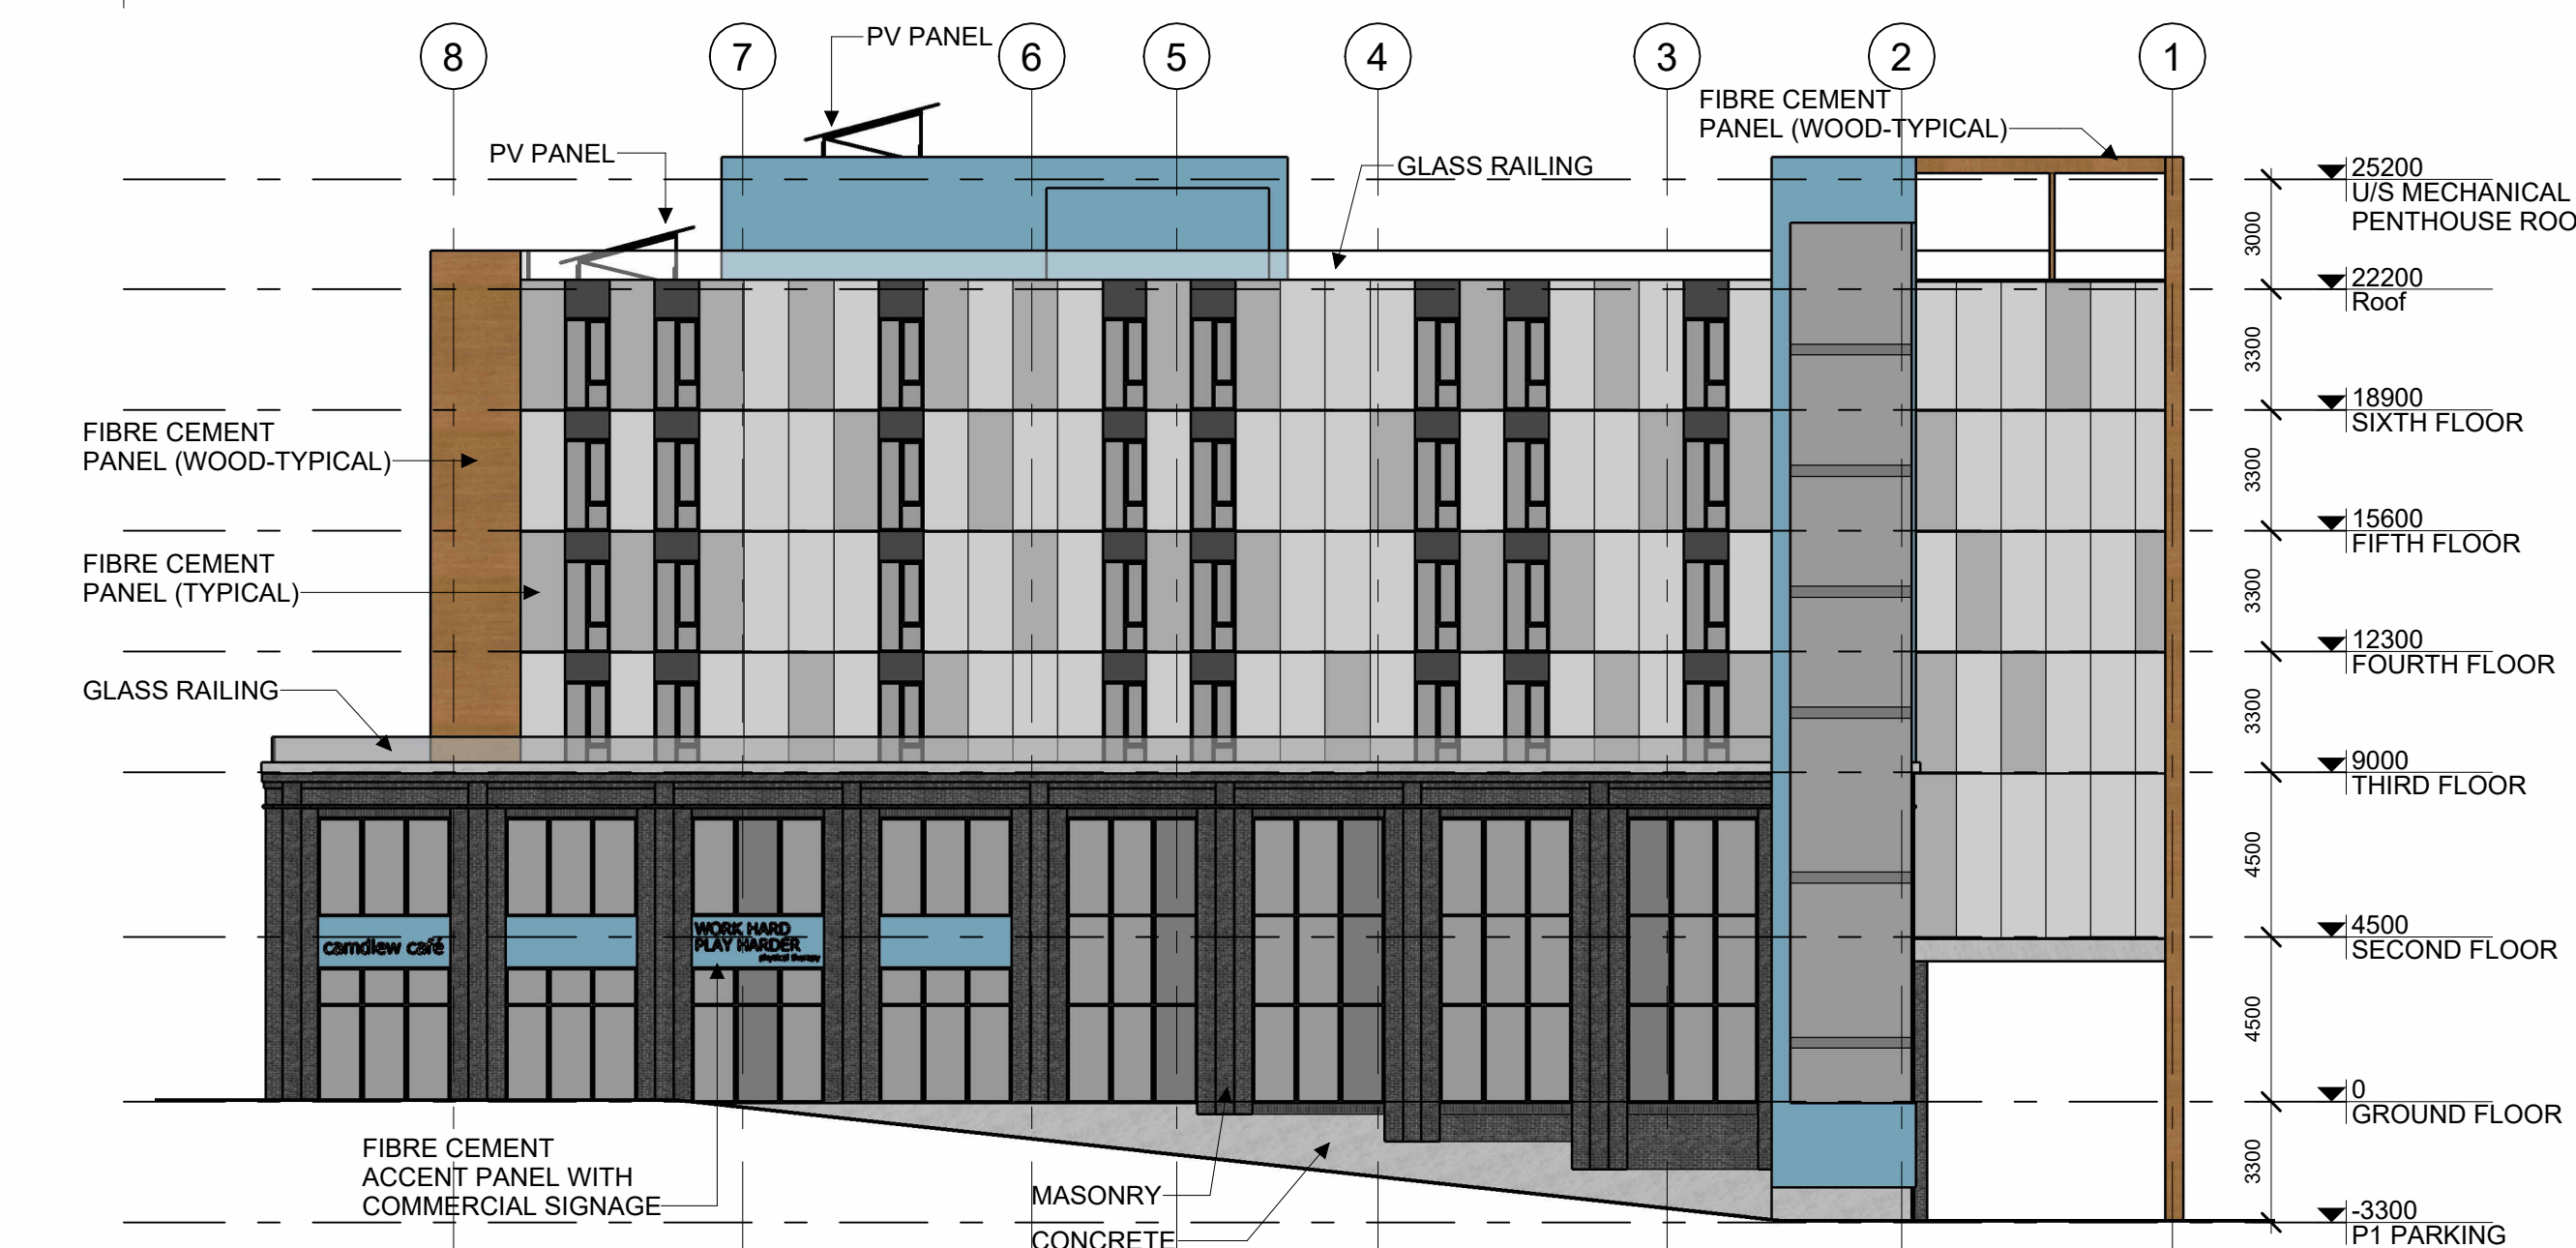 8
7
6
5
4
3
2
1
PV PANEL
PV PANEL
GLASS RAILING
FIBRE CEMENT
PANEL (WOOD-TYPICAL)
25200
U/S MECHANICAL
PENTHOUSE ROO
3000
22200
Roof
3300
18900
SIXTH FLOOR
3300
15600
FIFTH FLOOR
3300
12300
FOURTH FLOOR
3300
9000
THIRD FLOOR
4500
4500
SECOND FLOOR
4500
0
GROUND FLOOR
3300
-3300
P1 PARKING
FIBRE CEMENT
PANEL (WOOD-TYPICAL)
FIBRE CEMENT
PANEL (TYPICAL)
GLASS RAILING
camdlew café
WORK HARD
PLAY HARDER
physical therapy
FIBRE CEMENT
ACCENT PANEL WITH
COMMERCIAL SIGNAGE
MASONRY
CONCRETE